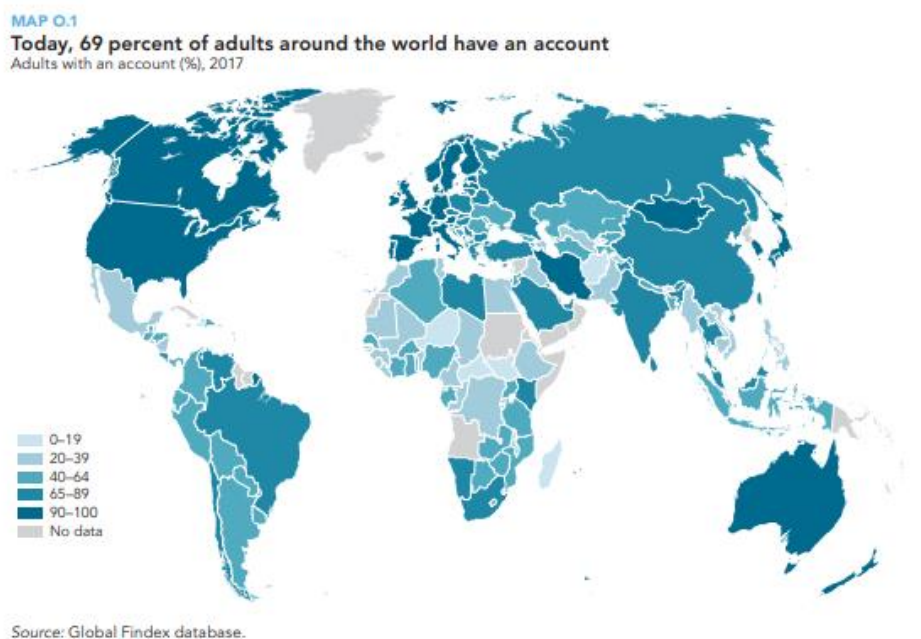 MAP O.1
Today, 69 percent of adults around the world have an account
Adults with an account (%), 2017
0–19
20–39
40–64
65–89
90–100
No data
Source: Global Findex database.